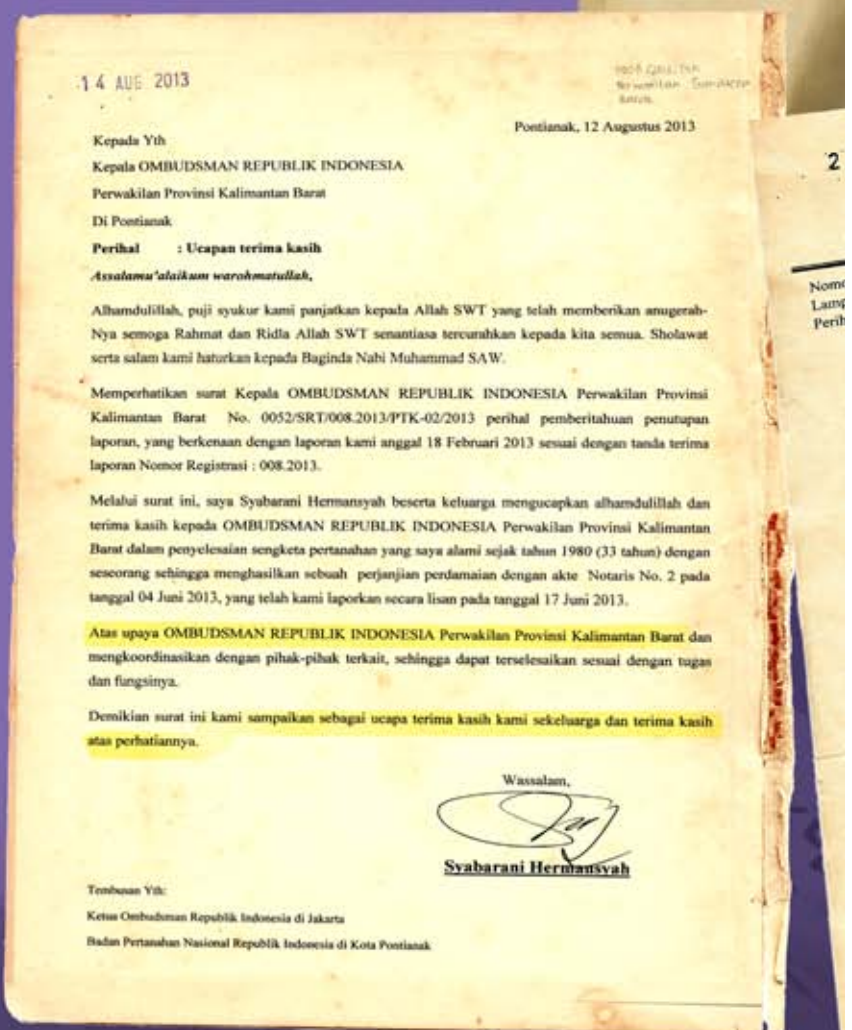 14 AUG 2013
Pontianak, 12 Augustus 2013
Kepada Yth
Kepala OMBUDSMAN REPUBLIK INDONESIA
Perwakilan Provinsi Kalimantan Barat
Di Pontianak
Perihal : Ucapan terima kasih
Assalamu'alaikum warohmatullah,
Alhamdulillah, puji syukur kami panjatkan kepada Allah SWT yang telah memberikan anugerah-
Nya semoga Rahmat dan Ridla Allah SWT senantiasa tercurahkan kepada kita semua. Sholawat
serta salam kami haturkan kepada Baginda Nabi Muhammad SAW.
Memperhatikan surat Kepala OMBUDSMAN REPUBLIK INDONESIA Perwakilan Provinsi
Kalimantan Barat No. 0052/SRT/008.2013/PTK-02/2013 perihal pemberitahuan penutupan
laporan, yang berkenaan dengan laporan kami anggal 18 Februari 2013 sesuai dengan tanda terima
laporan Nomor Registrasi : 008.2013.
Melalui surat ini, saya Syabarani Hermansyah beserta keluarga mengucapkan alhamdulillah dan
terima kasih kepada OMBUDSMAN REPUBLIK INDONESIA Perwakilan Provinsi Kalimantan
Barat dalam penyelesaian sengketa pertanahan yang saya alami sejak tahun 1980 (33 tahun) dengan
seseorang sehingga menghasilkan sebuah perjanjian perdamaian dengan akte Notaris No. 2 pada
tanggal 04 Juni 2013, yang telah kami laporkan secara lisan pada tanggal 17 Juni 2013.
Atas upaya OMBUDSMAN REPUBLIK INDONESIA Perwakilan Provinsi Kalimantan Barat dan
mengkoordinasikan dengan pihak-pihak terkait, sehingga dapat terselesaikan sesuai dengan tugas
dan fungsinya.
Demikian surat ini kami sampaikan sebagai ucapa terima kasih kami sekeluarga dan terima kasih
atas perhatiannya.
Wassalam,
Syabarani Hermansyah
Tembusan Yth:
Ketua Ombudsman Republik Indonesia di Jakarta
Badan Pertanahan Nasional Republik Indonesia di Kota Pontianak
2
Nomo
Lamp
Perih